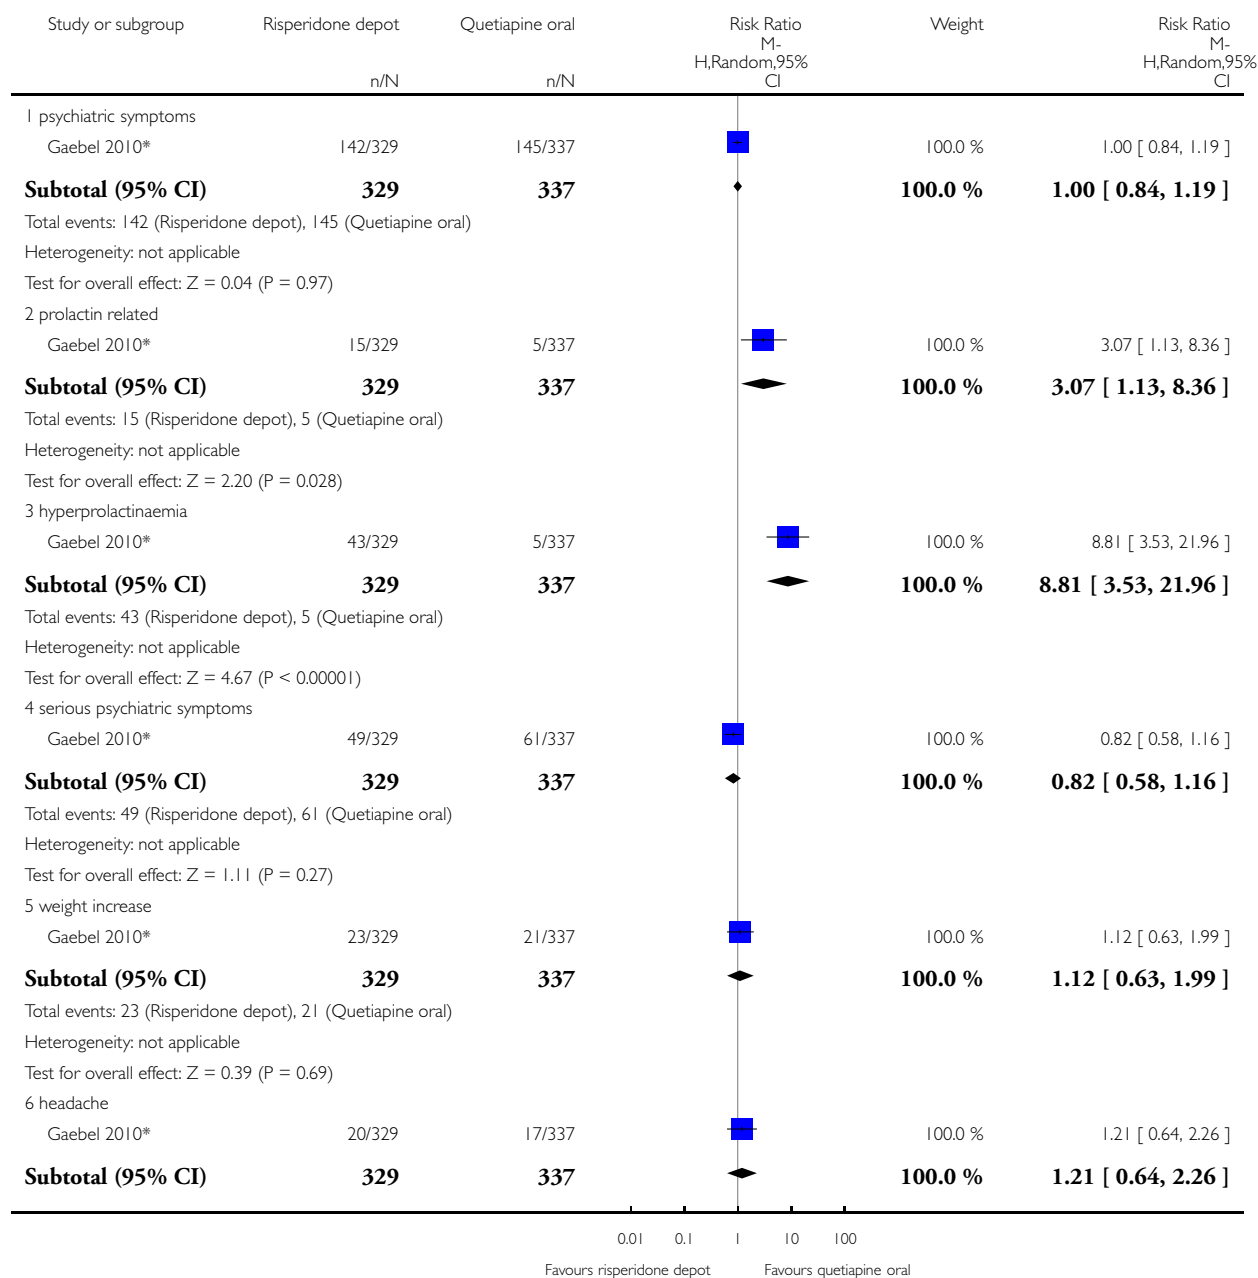 Study or subgroup Risperidone depot Quetiapine oral Risk Ratio Weight Risk Ratio
M-H,Random,95% CI M-H,Random,95% CI
n/N n/N
1 psychiatric symptoms
Gaebel 2010* 142/329 145/337 100.0 % 1.00 [ 0.84, 1.19 ]
Subtotal (95% CI) 329 337 100.0 % 1.00 [ 0.84, 1.19 ]
Total events: 142 (Risperidone depot), 145 (Quetiapine oral)
Heterogeneity: not applicable
Test for overall effect: Z = 0.04 (P = 0.97)
2 prolactin related
Gaebel 2010* 15/329 5/337 100.0 % 3.07 [ 1.13, 8.36 ]
Subtotal (95% CI) 329 337 100.0 % 3.07 [ 1.13, 8.36 ]
Total events: 15 (Risperidone depot), 5 (Quetiapine oral)
Heterogeneity: not applicable
Test for overall effect: Z = 2.20 (P = 0.028)
3 hyperprolactinaemia
Gaebel 2010* 43/329 5/337 100.0 % 8.81 [ 3.53, 21.96 ]
Subtotal (95% CI) 329 337 100.0 % 8.81 [ 3.53, 21.96 ]
Total events: 43 (Risperidone depot), 5 (Quetiapine oral)
Heterogeneity: not applicable
Test for overall effect: Z = 4.67 (P < 0.00001)
4 serious psychiatric symptoms
Gaebel 2010* 49/329 61/337 100.0 % 0.82 [ 0.58, 1.16 ]
Subtotal (95% CI) 329 337 100.0 % 0.82 [ 0.58, 1.16 ]
Total events: 49 (Risperidone depot), 61 (Quetiapine oral)
Heterogeneity: not applicable
Test for overall effect: Z = 1.11 (P = 0.27)
5 weight increase
Gaebel 2010* 23/329 21/337 100.0 % 1.12 [ 0.63, 1.99 ]
Subtotal (95% CI) 329 337 100.0 % 1.12 [ 0.63, 1.99 ]
Total events: 23 (Risperidone depot), 21 (Quetiapine oral)
Heterogeneity: not applicable
Test for overall effect: Z = 0.39 (P = 0.69)
6 headache
Gaebel 2010* 20/329 17/337 100.0 % 1.21 [ 0.64, 2.26 ]
Subtotal (95% CI) 329 337 100.0 % 1.21 [ 0.64, 2.26 ]
0.01 0.1 1 10 100
Favours risperidone depot Favours quetiapine oral